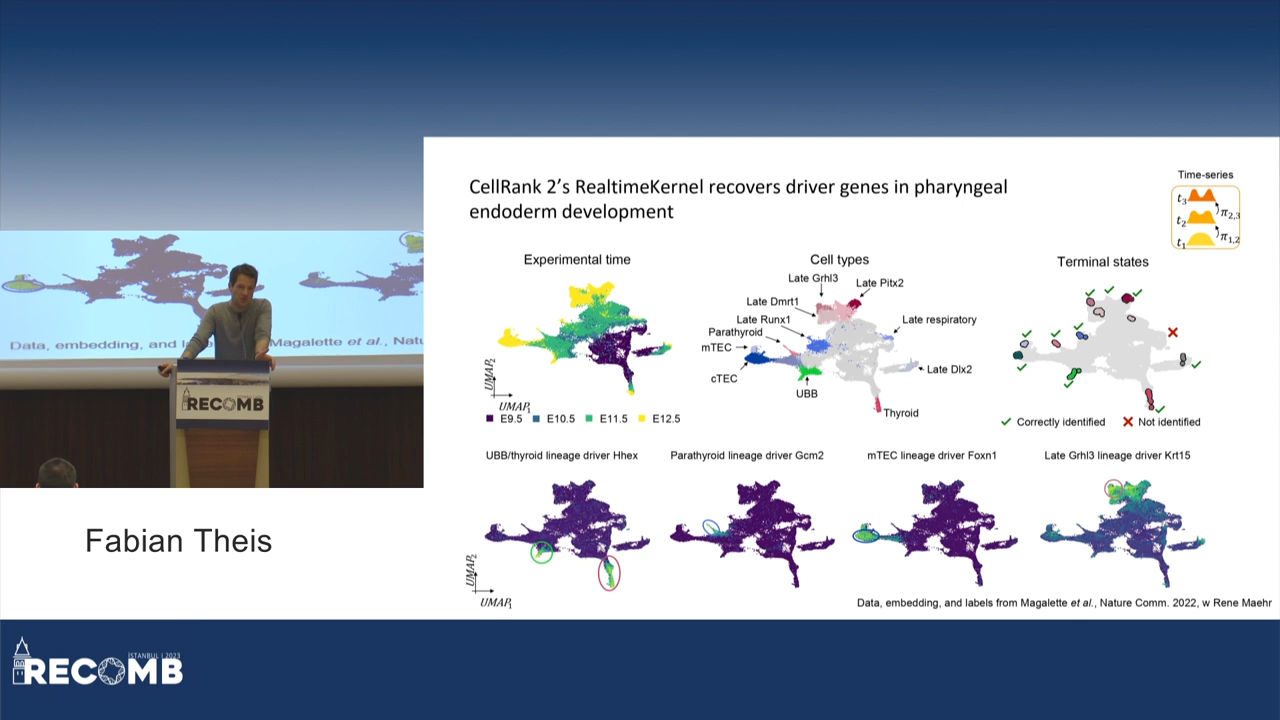 CellRank 2's RealtimeKernel recovers driver genes in pharyngeal
endoderm development
Time-series
t3
π2,3
t2
π1,2
t1
Experimental time
Cell types
Terminal states
Late Grhl3
Late Pitx2
Late Dmrt1
Late Runx1
Late respiratory
Parathyroid
mTEC
Late Dlx2
cTEC
UBB
Thyroid
UMAP2
UMAP1
E9.5 E10.5 E11.5 E12.5
Correctly identified
Not identified
UBB/thyroid lineage driver Hhex
Parathyroid lineage driver Gcm2
mTEC lineage driver Foxn1
Late Grhl3 lineage driver Krt15
UMAP2
UMAP1
Data, embedding, and labels from Magalette et al., Nature Comm. 2022, w Rene Maehr
Data, embedding, and
Magalette et al., Natu
RECOMB
Fabian Theis
İSTANBUL | 2023
RECOMB